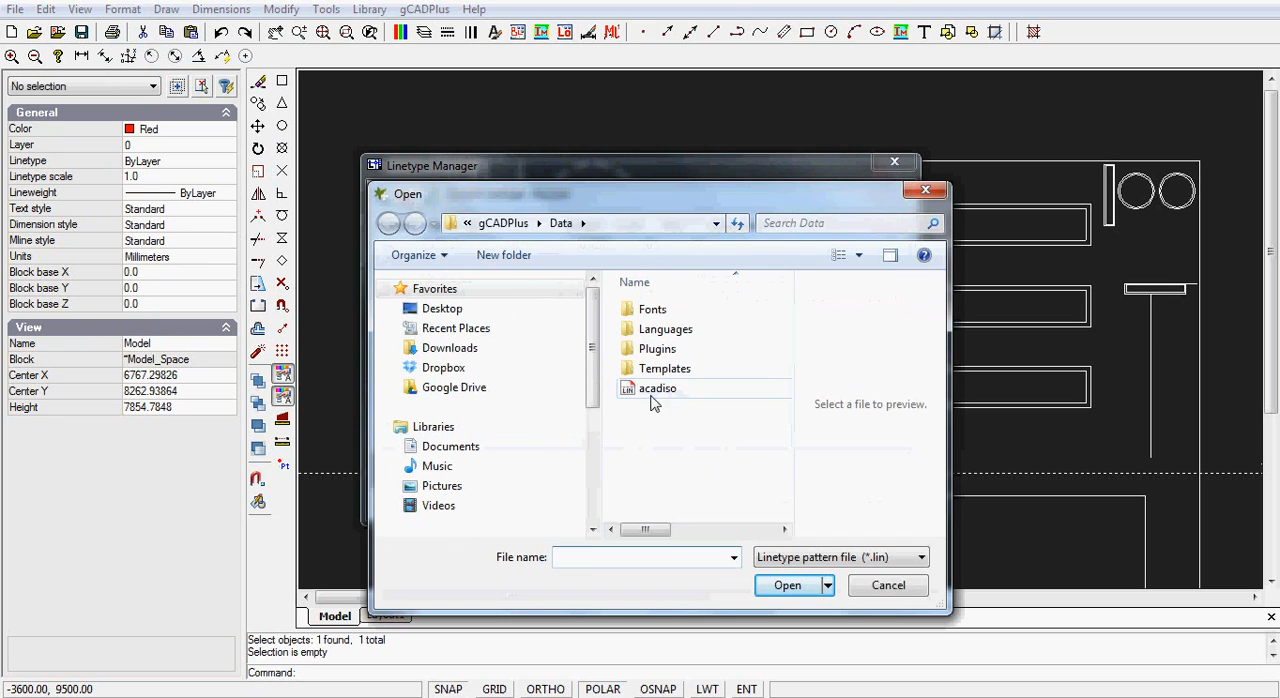 File Edit View Format Draw Dimensions Modify Tools Library gCADPlus Help
No selection
General
Color Red
Layer 0
Linetype ByLayer
Linetype scale 1.0
Lineweight ByLayer
Text style Standard
Dimension style Standard
Mline style Standard
Units Millimeters
Block base X 0.0
Block base Y 0.0
Block base Z 0.0
View
Name Model
Block *Model_Space
Center X 6767.29826
Center Y 8262.93864
Height 7854.7848
Linetype Manager
Open
« gCADPlus Data Search Data
Organize New folder
Favorites
Desktop
Recent Places
Downloads
Dropbox
Google Drive
Libraries
Documents
Music
Pictures
Videos
Name
Fonts
Languages
Plugins
Templates
LIN acadiso
Select a file to preview.
File name: Linetype pattern file (*.lin)
Open Cancel
Pt
Model
Select objects: 1 found, 1 total
Selection is empty
Command:
-3600.00, 9500.00 SNAP GRID ORTHO POLAR OSNAP LWT ENT